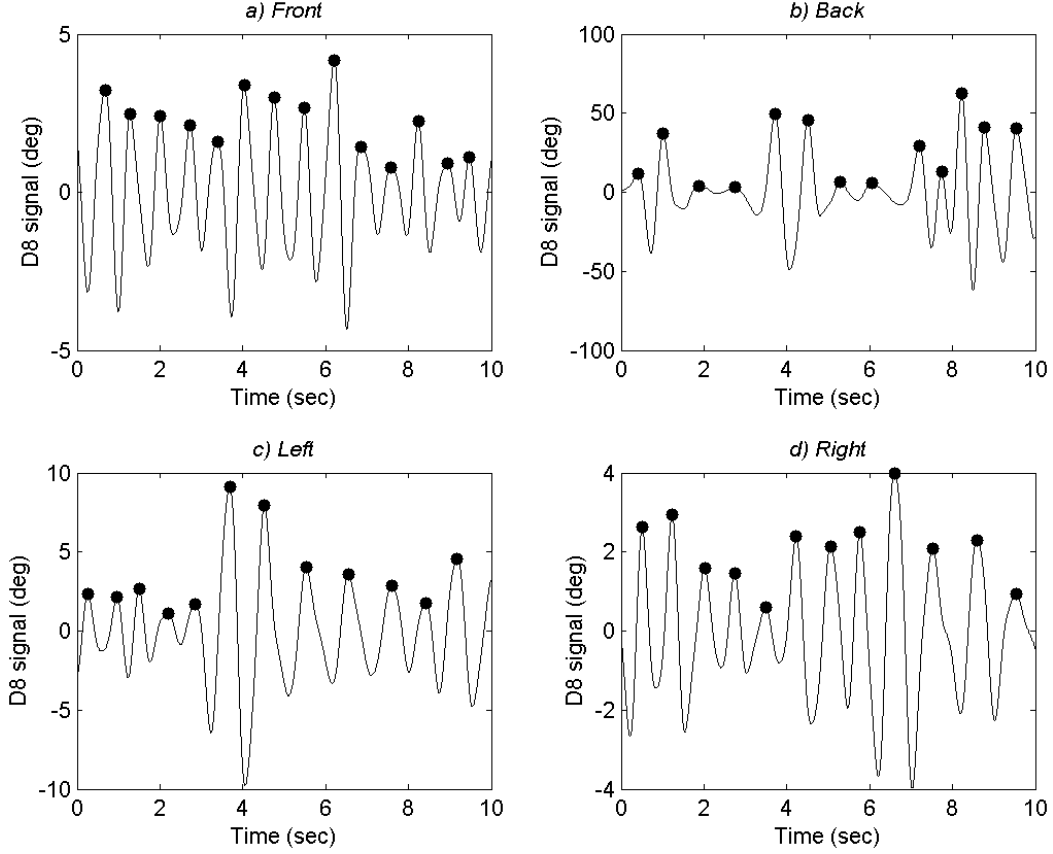 a) Front
5
0
-5
D8 signal (deg)
0 2 4 6 8 10
Time (sec)
b) Back
100
50
0
-50
-100
D8 signal (deg)
0 2 4 6 8 10
Time (sec)
c) Left
10
5
0
-5
-10
D8 signal (deg)
0 2 4 6 8 10
Time (sec)
d) Right
4
2
0
-2
-4
D8 signal (deg)
0 2 4 6 8 10
Time (sec)